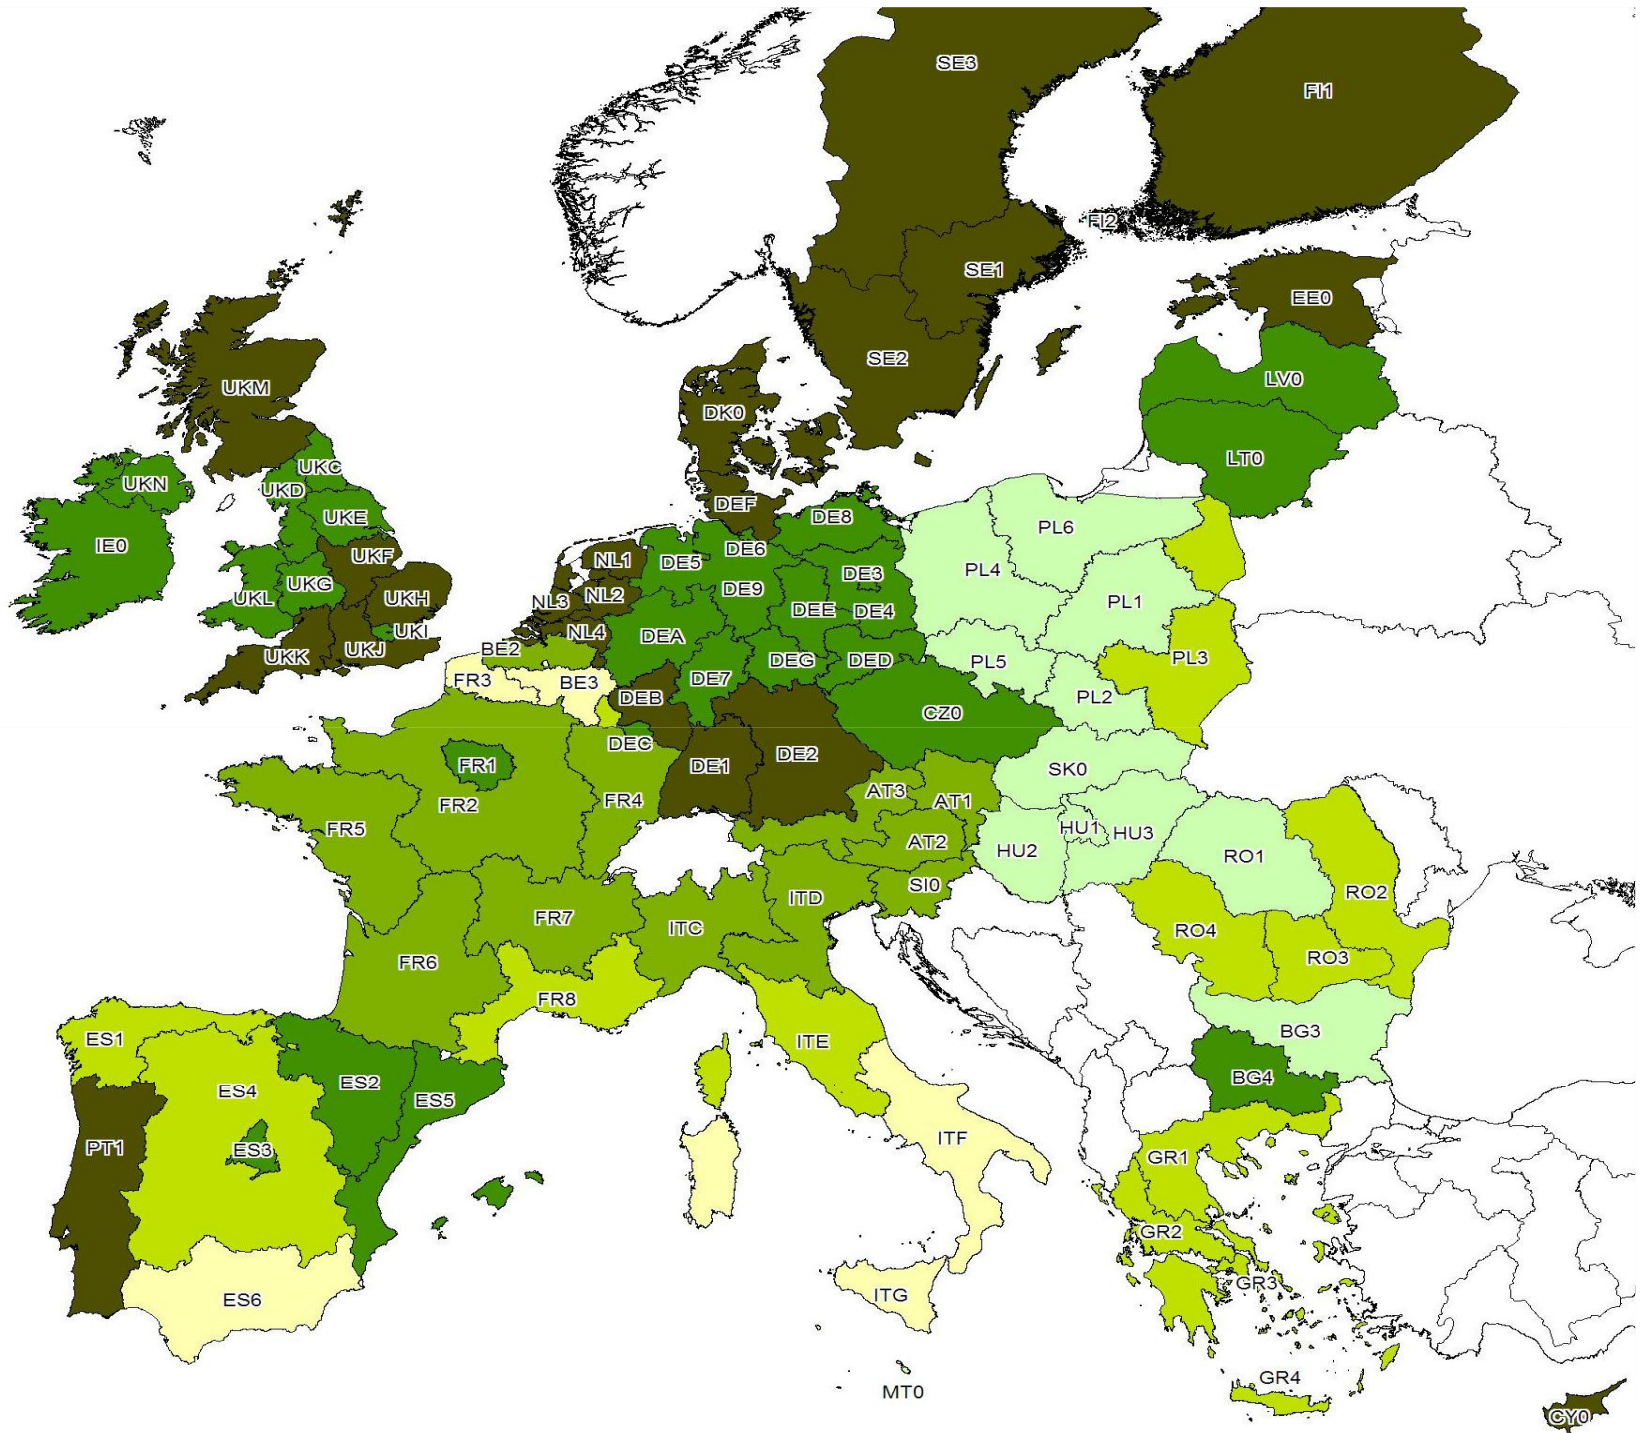 SE3
FI1
FI2
SE1
EE0
SE2
LV0
UKM
DK0
LT0
UKC
UKN
UKD
DEF
UKE
DE8
PL6
IE0
UKF
DE6
NL1
DE5
PL4
DE3
UKG
DE9
NL2
UKL
UKH
NL3
PL1
DEE
DE4
UKI
NL4
DEA
UKJ
UKK
BE2
DEG
DED
PL5
PL3
FR3
BE3
DE7
DEB
PL2
CZ0
DEC
DE2
FR1
DE1
SK0
AT3
FR4
AT1
FR2
FR5
HU1
HU3
AT2
HU2
RO1
SI0
RO2
ITD
FR7
ITC
RO4
FR6
RO3
FR8
BG3
ES1
ITE
BG4
ES2
ES4
ES5
ITF
PT1
ES3
GR1
GR2
GR3
ITG
ES6
GR4
MT0
CY0